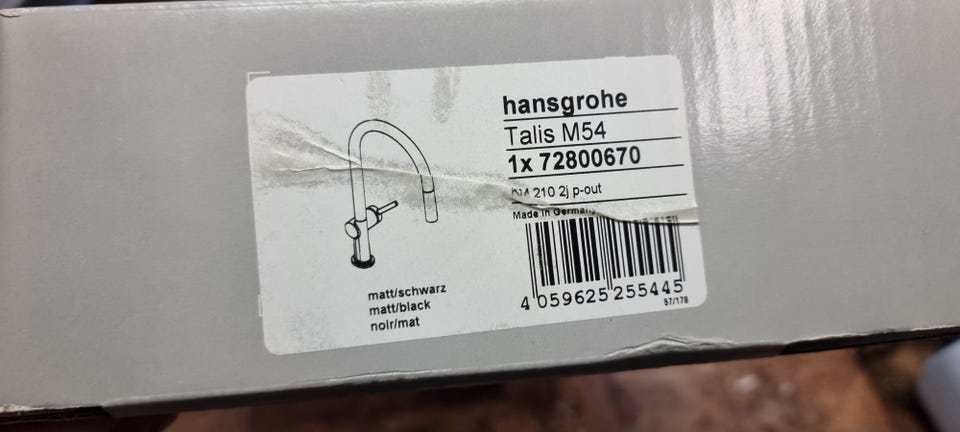 hansgrohe
Talis M54
1x 72800670
210 2j p-out
Made in Germany
4 059625 255445
57/178
matt/schwarz
matt/black
noir/mat